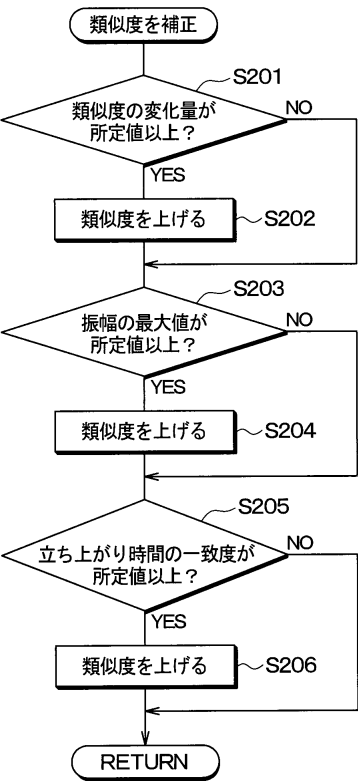 類似度を補正
S201
類似度の変化量が
所定値以上？
NO
YES
類似度を上げる
S202
S203
振幅の最大値が
所定値以上？
NO
YES
類似度を上げる
S204
S205
立ち上がり時間の一致度が
所定値以上？
NO
YES
類似度を上げる
S206
RETURN